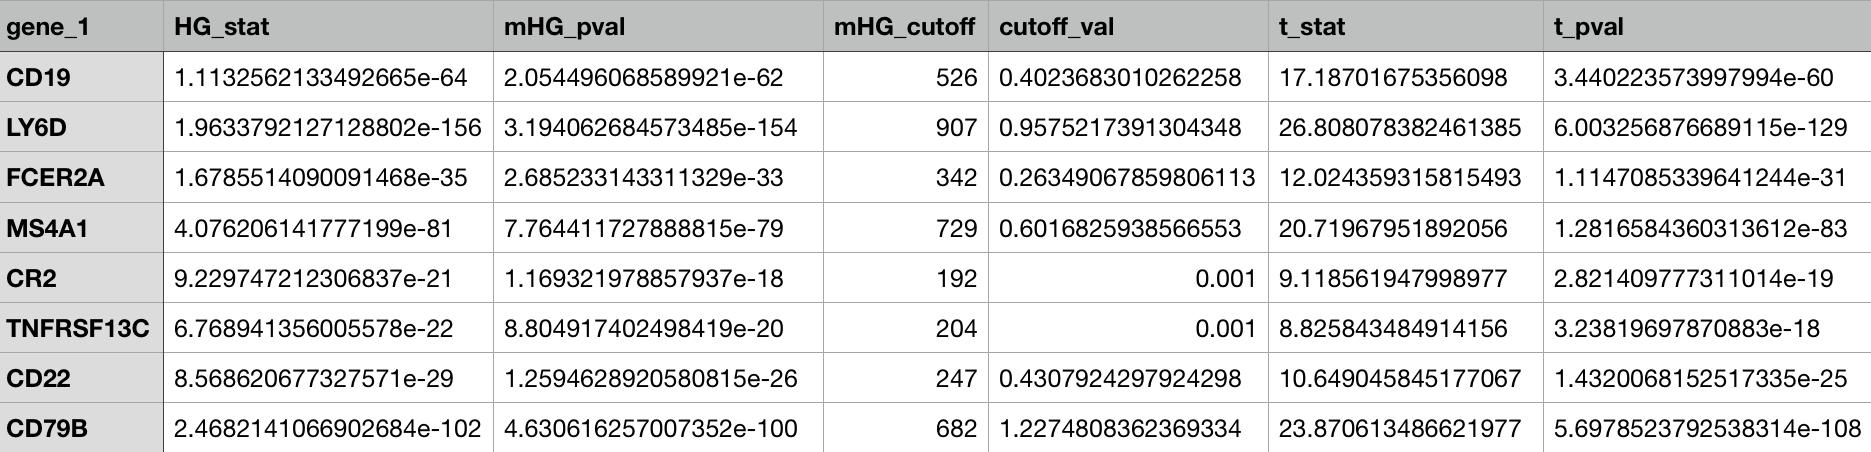 gene_1 HG_stat mHG_pval mHG_cutoff cutoff_val t_stat t_pval
CD19 1.1132562133492665e-64 2.054496068589921e-62 526 0.4023683010262258 17.18701675356098 3.440223573997994e-60
LY6D 1.9633792127128802e-156 3.194062684573485e-154 907 0.9575217391304348 26.808078382461385 6.003256876689115e-129
FCER2A 1.6785514090091468e-35 2.685233143311329e-33 342 0.26349067859806113 12.024359315815493 1.1147085339641244e-31
MS4A1 4.076206141777199e-81 7.764411727888815e-79 729 0.6016825938566553 20.71967951892056 1.2816584360313612e-83
CR2 9.229747212306837e-21 1.169321978857937e-18 192 0.001 9.118561947998977 2.821409777311014e-19
TNFRSF13C 6.768941356005578e-22 8.804917402498419e-20 204 0.001 8.825843484914156 3.23819697870883e-18
CD22 8.568620677327571e-29 1.2594628920580815e-26 247 0.4307924297924298 10.649045845177067 1.4320068152517335e-25
CD79B 2.4682141066902684e-102 4.630616257007352e-100 682 1.2274808362369334 23.870613486621977 5.6978523792538314e-108